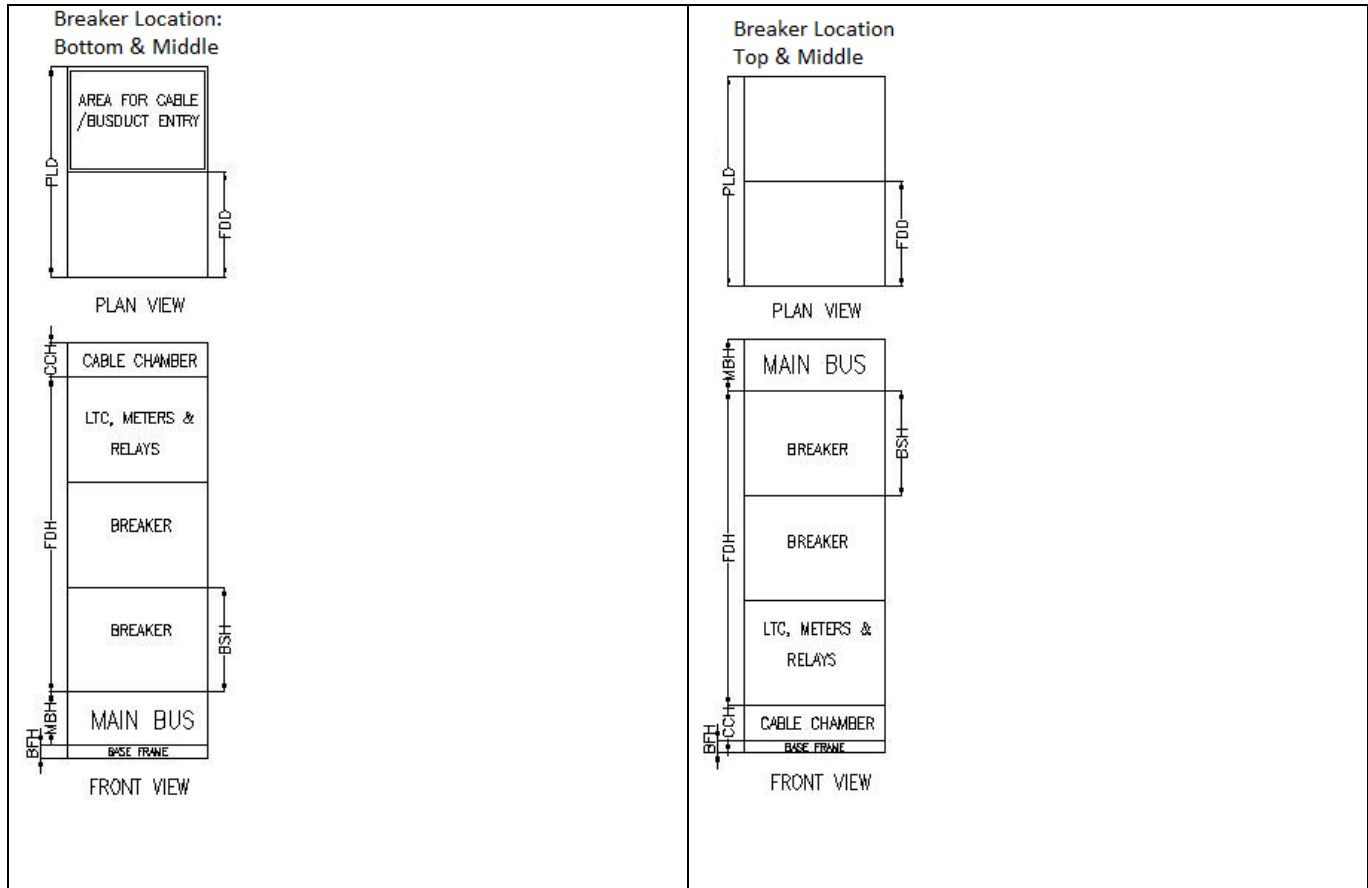 Breaker Location:
Bottom & Middle
AREA FOR CABLE
/BUSDUCT ENTRY
PLD
FDD
PLAN VIEW
CCH
CABLE CHAMBER
LTC, METERS &
RELAYS
FDH
BREAKER
BREAKER
BSH
MBH
MAIN BUS
BFH
BASE FRAME
FRONT VIEW
Breaker Location
Top & Middle
PLD
FDD
PLAN VIEW
MBH
MAIN BUS
BSH
BREAKER
FDH
BREAKER
LTC, METERS &
RELAYS
CCH
CABLE CHAMBER
BFH
BASE FRAME
FRONT VIEW